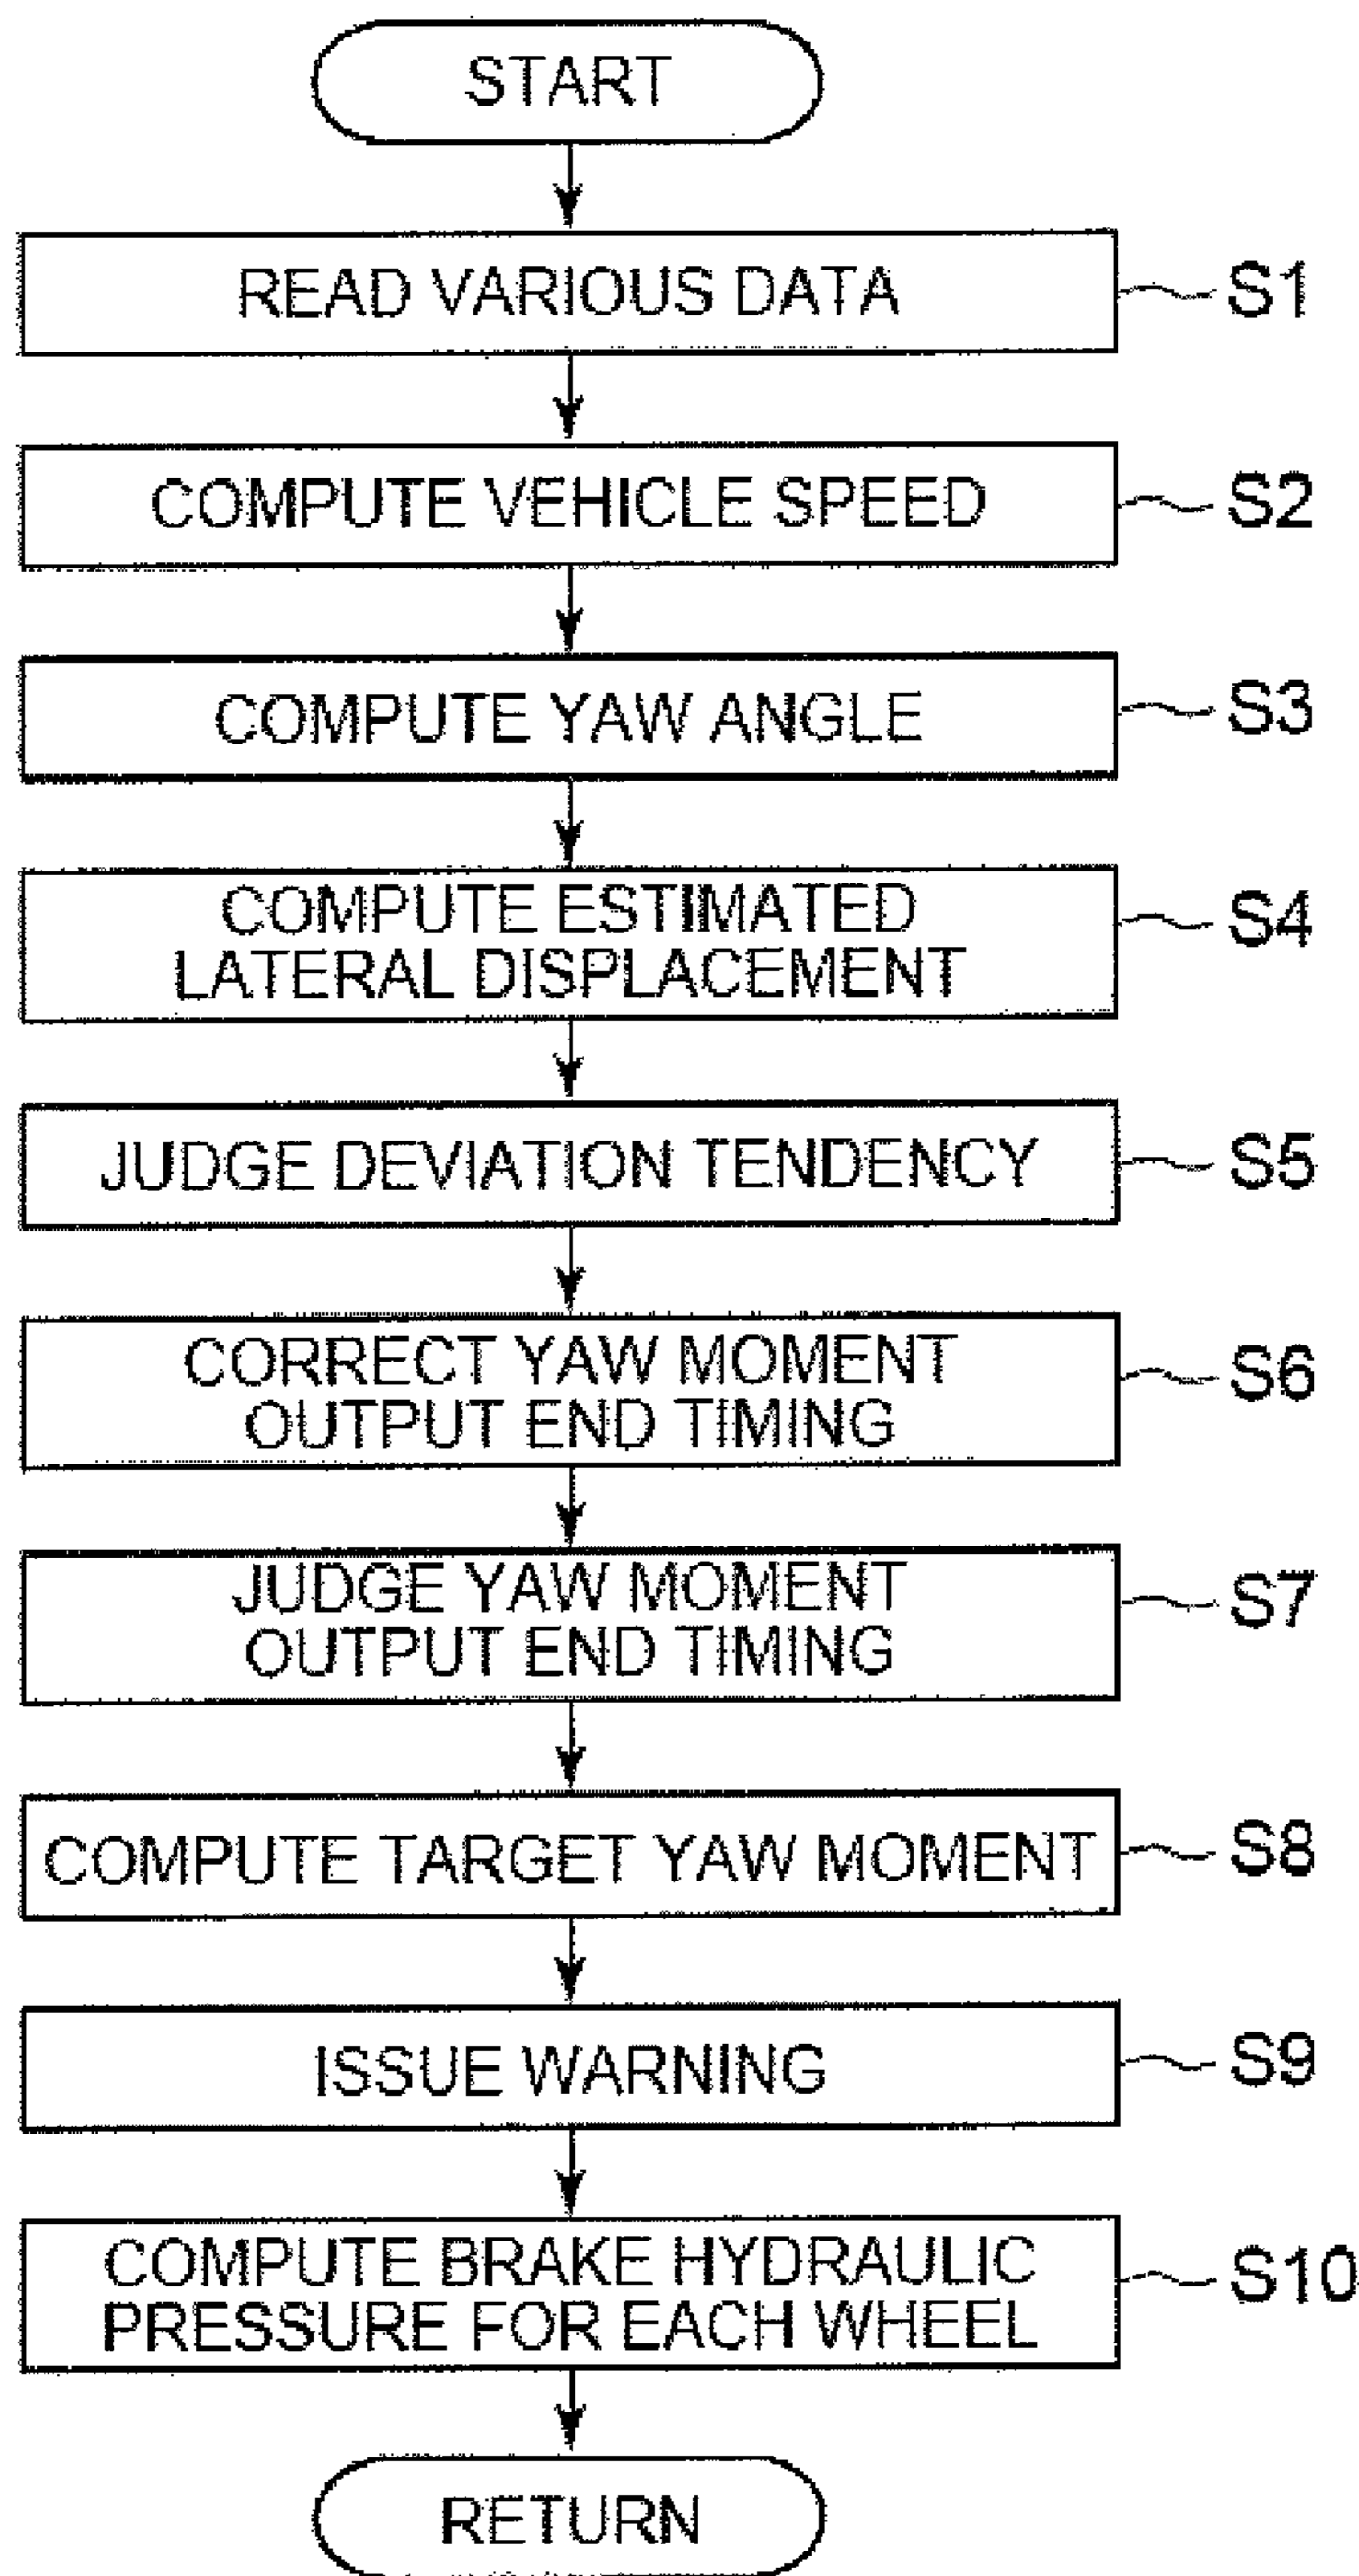 START
READ VARIOUS DATA
S1
COMPUTE VEHICLE SPEED
S2
COMPUTE YAW ANGLE
S3
COMPUTE ESTIMATED
LATERAL DISPLACEMENT
S4
JUDGE DEVIATION TENDENCY
S5
CORRECT YAW MOMENT
OUTPUT END TIMING
S6
JUDGE YAW MOMENT
OUTPUT END TIMING
S7
COMPUTE TARGET YAW MOMENT
S8
ISSUE WARNING
S9
COMPUTE BRAKE HYDRAULIC
PRESSURE FOR EACH WHEEL
S10
RETURN